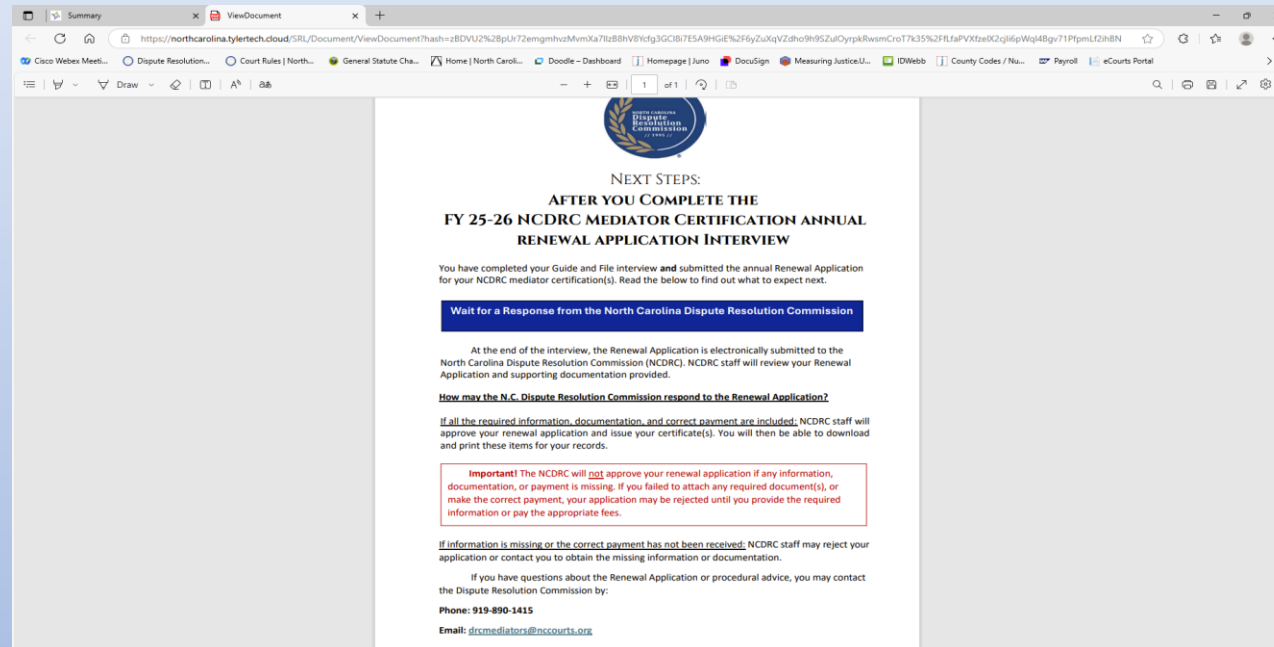 Summary
ViewDocument
https://northcarolina.tylertech.cloud/SRL/Document/ViewDocument?hash=
Cisco Webex Meeti...
Dispute Resolution...
Court Rules | North...
General Statute Cha...
Home | North Caroli...
Doodle – Dashboard
Homepage | Juno
DocuSign
Measuring Justice.U...
IDWebb
County Codes / Nu...
Payroll
eCourts Portal
Draw
1 of 1
NORTH CAROLINA
Dispute
Resolution
Commission
// 1995 //
NEXT STEPS:
AFTER YOU COMPLETE THE
FY 25-26 NCDRC MEDIATOR CERTIFICATION ANNUAL
RENEWAL APPLICATION INTERVIEW
You have completed your Guide and File interview and submitted the annual Renewal Application
for your NCDRC mediator certification(s). Read the below to find out what to expect next.
Wait for a Response from the North Carolina Dispute Resolution Commission
At the end of the interview, the Renewal Application is electronically submitted to the
North Carolina Dispute Resolution Commission (NCDRC). NCDRC staff will review your Renewal
Application and supporting documentation provided.
How may the N.C. Dispute Resolution Commission respond to the Renewal Application?
If all the required information, documentation, and correct payment are included: NCDRC staff will
approve your renewal application and issue your certificate(s). You will then be able to download
and print these items for your records.
Important! The NCDRC will not approve your renewal application if any information,
documentation, or payment is missing. If you failed to attach any required document(s), or
make the correct payment, your application may be rejected until you provide the required
information or pay the appropriate fees.
If information is missing or the correct payment has not been received: NCDRC staff may reject your
application or contact you to obtain the missing information or documentation.
If you have questions about the Renewal Application or procedural advice, you may contact
the Dispute Resolution Commission by:
Phone: 919-890-1415
Email: drcmediators@nccourts.org